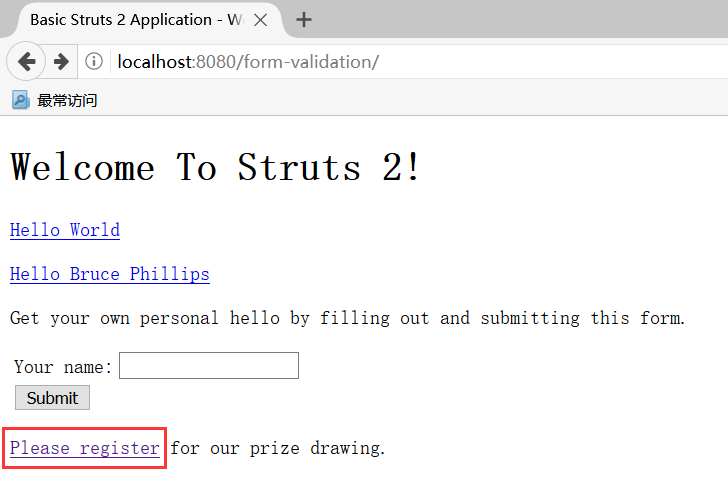 Basic Struts 2 Application - W
localhost:8080/form-validation/
最常访问
Welcome To Struts 2!
Hello World
Hello Bruce Phillips
Get your own personal hello by filling out and submitting this form.
Your name:
Submit
Please register for our prize drawing.